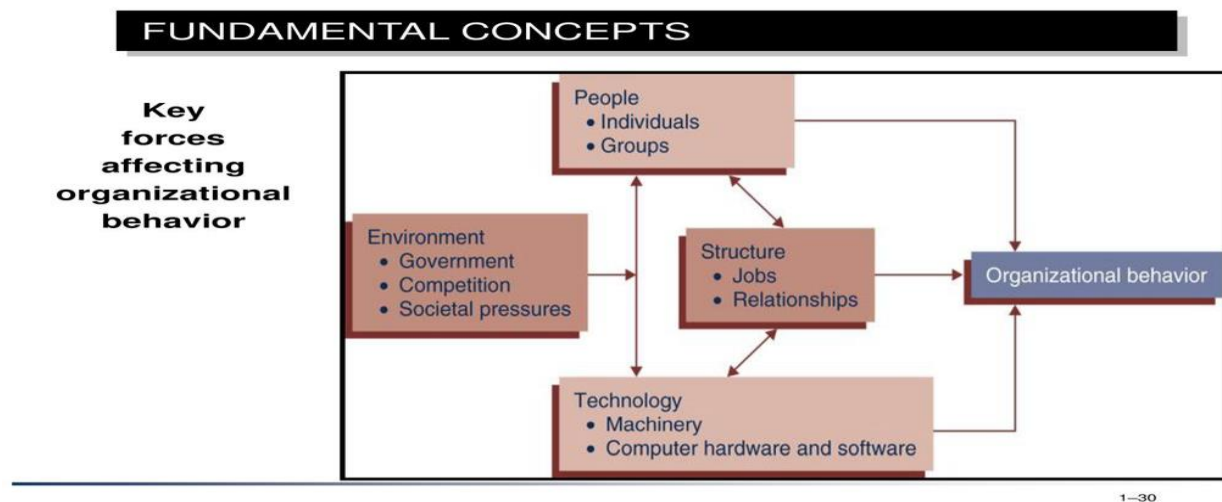 FUNDAMENTAL CONCEPTS
Key
forces
affecting
organizational
behavior
People
• Individuals
• Groups
Environment
• Government
• Competition
• Societal pressures
Structure
• Jobs
• Relationships
Organizational behavior
Technology
• Machinery
• Computer hardware and software
1–30